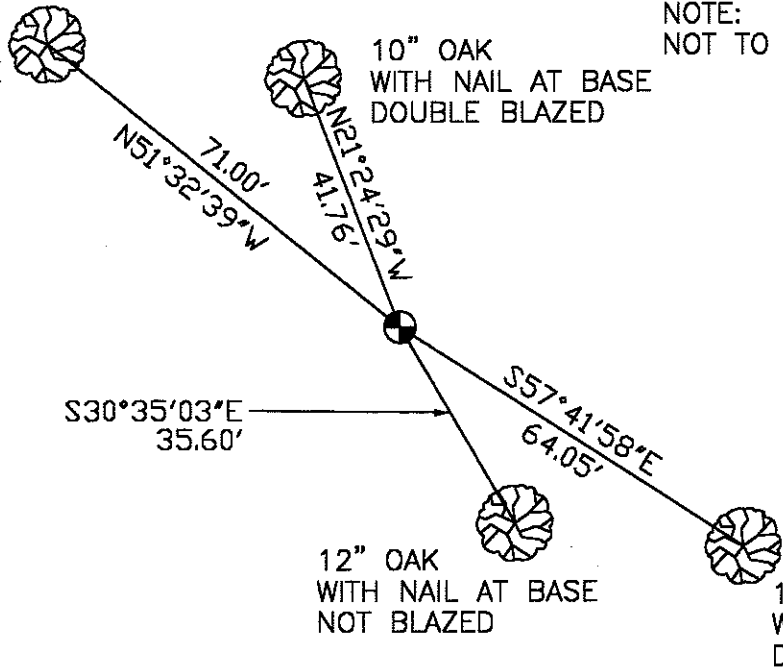 NOTE:
NOT TO
10" OAK
WITH NAIL AT BASE
DOUBLE BLAZED
71.00'
N51°32'39"W
N21°24'29"W
41.76'
S30°35'03"E
35.60'
S57°41'58"E
64.05'
12" OAK
WITH NAIL AT BASE
NOT BLAZED
1
W
D